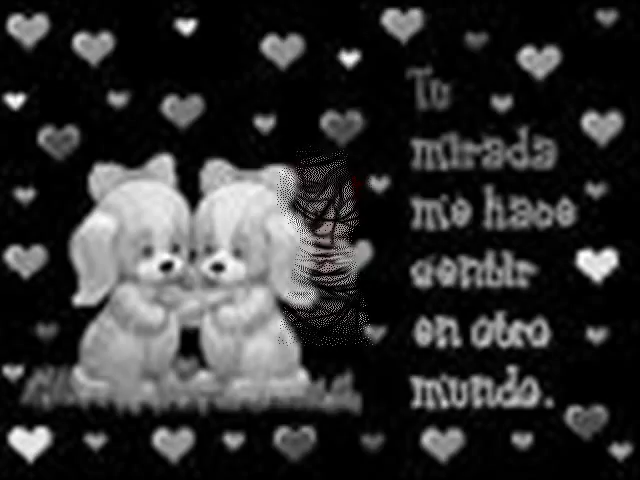 Tu
mirada
me hace
sentir
en otro
mundo.